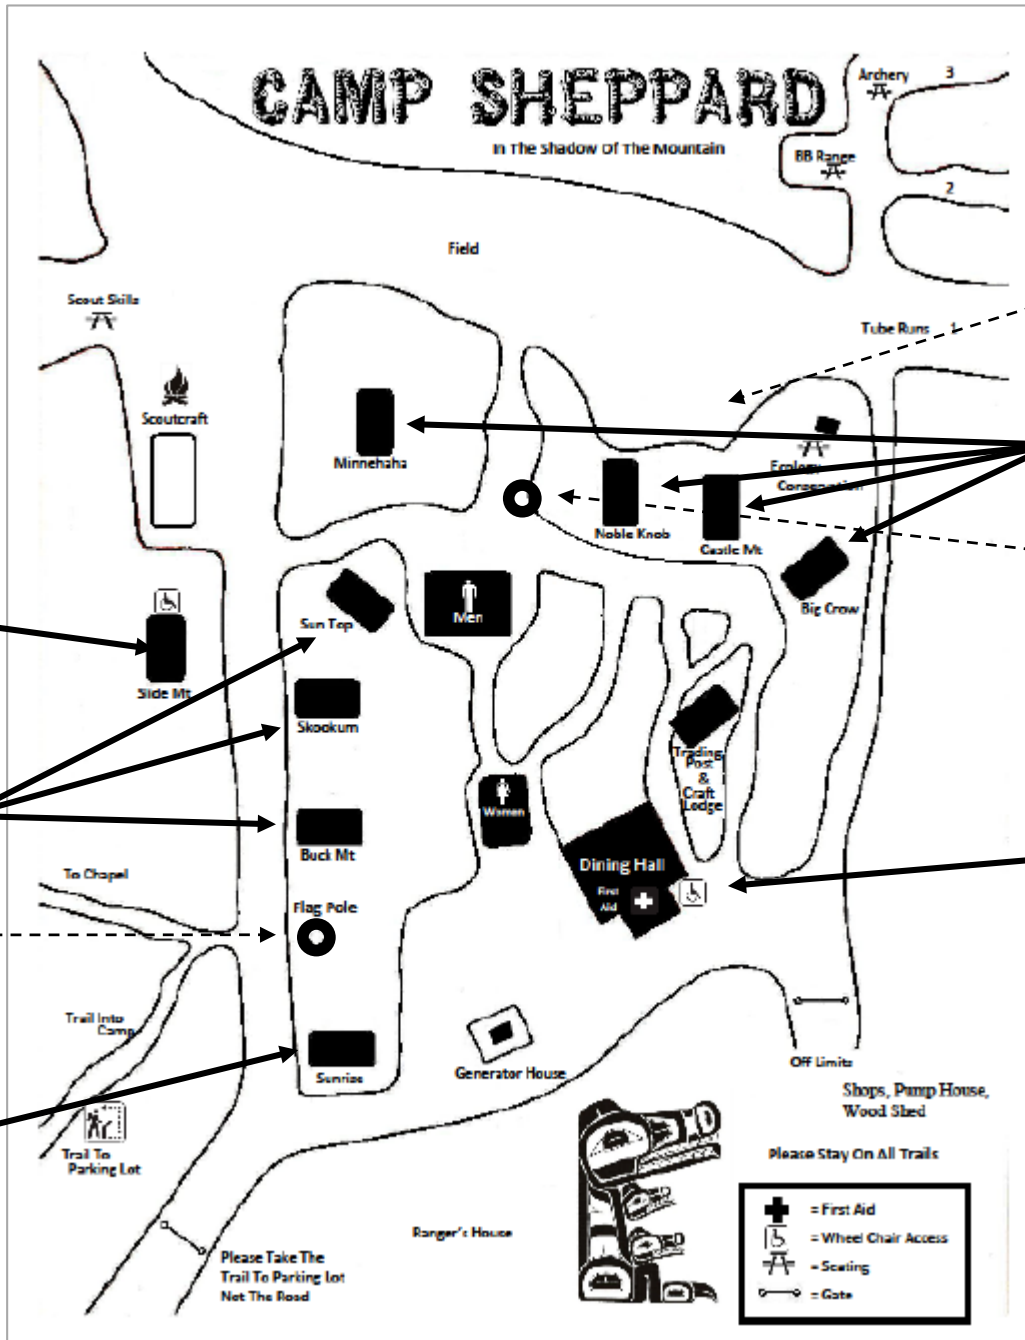 CAMP SHEPPARD
In The Shadow Of The Mountain
Archery
3
BB Range
2
Field
Scout Skills
Tube Runs 1
Scoutcraft
Minnehaha
Ecology
Conservation
Noble Knob
Castle Mt
Big Crow
Men
Sun Top
Slide Mt
Skookum
Trading
Post
&
Craft
Lodge
Women
Buck Mt
Dining Hall
First
Aid
To Chapel
Flag Pole
Trail Into
Camp
Sunrise
Generator House
Off Limits
Shops, Pump House,
Wood Shed
Trail To
Parking Lot
Please Stay On All Trails
Ranger's House
Please Take The
Trail To Parking Lot
Not The Road
= First Aid
= Wheel Chair Access
= Seating
= Gate